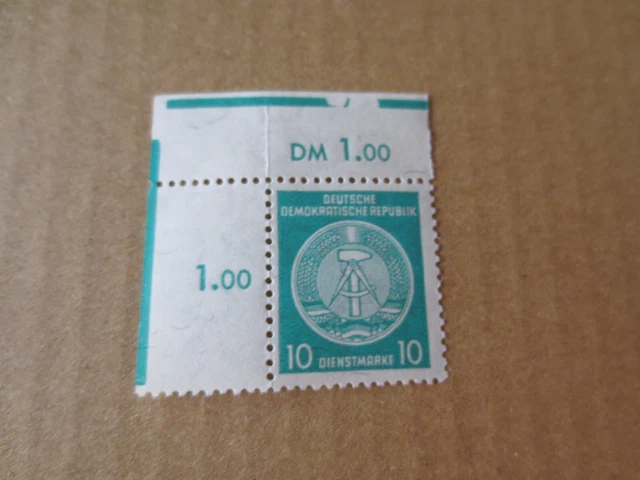 DM 1.00
DEUTSCHE
DEMOKRATISCHE REPUBLIK
1.00
10 DIENSTMARKE 10